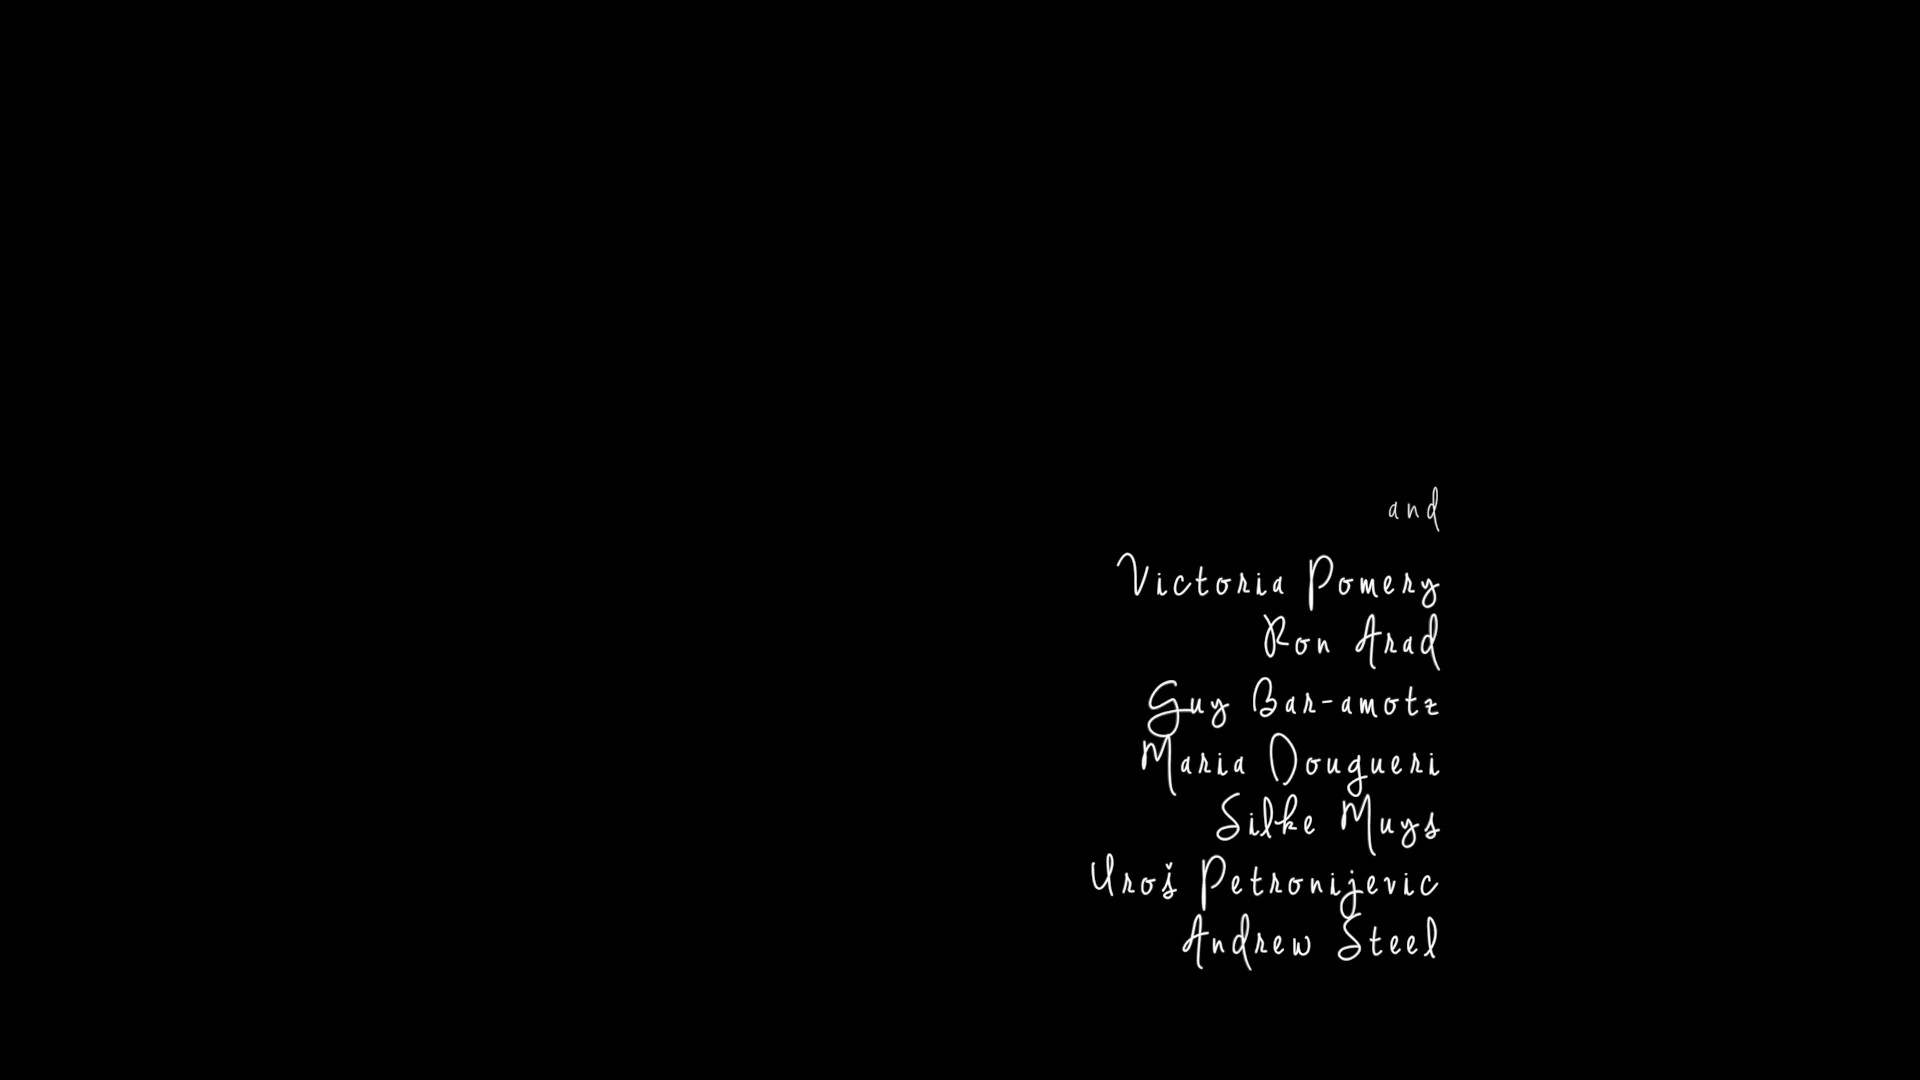 and
Victoria Pomery
Ron Arad
Guy Bar-amotz
Maria Dougueri
Silke Muys
Uroš Petronijevic
Andrew Steel